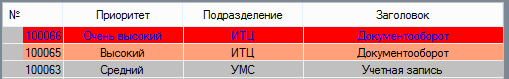 № Приоритет Подразделение Заголовок
100066 Очень высокий ИТЦ Документооборот
100065 Высокий ИТЦ Документооборот
100063 Средний УМС Учетная запись